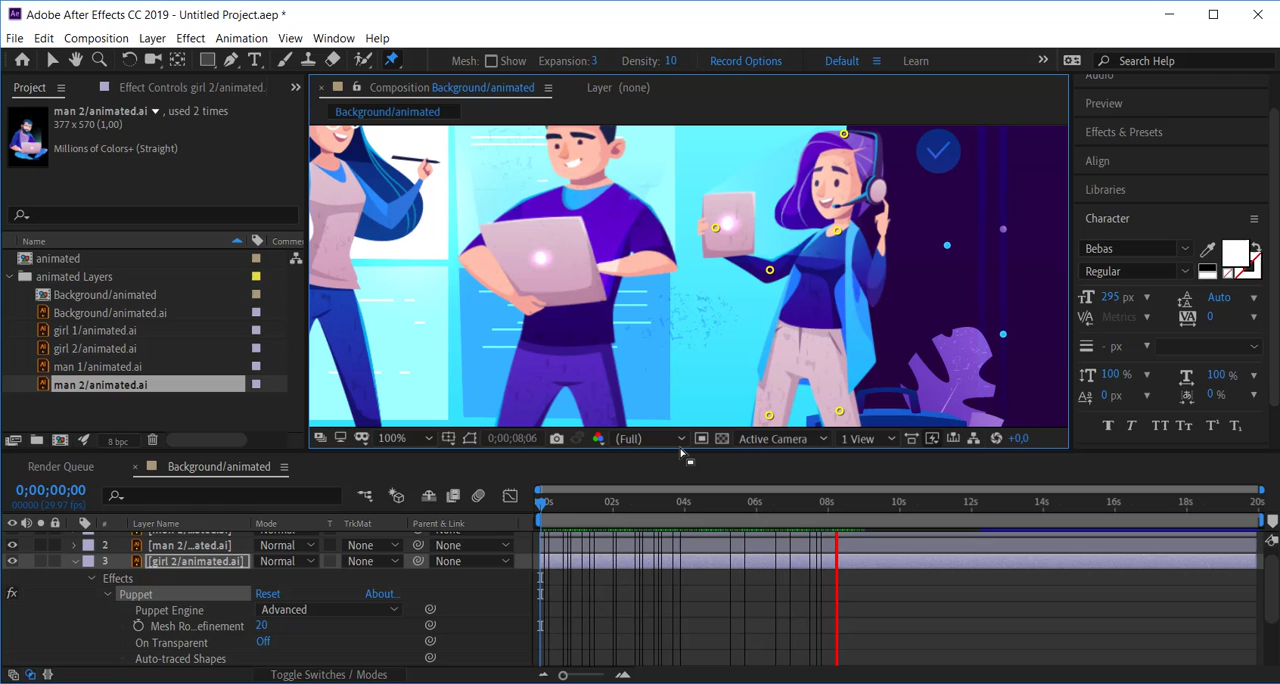 Adobe After Effects CC 2019 - Untitled Project.aep *
File Edit Composition Layer Effect Animation View Window Help
Mesh: Show Expansion: 3 Density: 10 Record Options Default Learn Search Help
Project Effect Controls girl 2/animated.
Composition Background/animated Layer (none)
Background/animated
man 2/animated.ai , used 2 times
377 x 570 (1,00)
Millions of Colors+ (Straight)
Name Comme
animated
animated Layers
Background/animated
Background/animated.ai
girl 1/animated.ai
girl 2/animated.ai
man 1/animated.ai
man 2/animated.ai
8 bpc
100% 0;00;08;06 (Full) Active Camera 1 View +0,0
Audio
Preview
Effects & Presets
Align
Libraries
Character
Bebas
Regular
295 px Auto
Metrics 0
- px
100 % 100 %
0 px 0 %
T T TT Tт T¹ T₁
Render Queue Background/animated
0;00;00;00
00000 (29.97 fps)
# Layer Name Mode T TrkMat Parent & Link
2 [man 2/...ated.ai] Normal None None
3 [girl 2/animated.ai] Normal None None
Effects
fx Puppet Reset About...
Puppet Engine Advanced
Mesh Ro...efinement 20
On Transparent Off
Auto-traced Shapes
Toggle Switches / Modes
00s 02s 04s 06s 08s 10s 12s 14s 16s 18s 20s